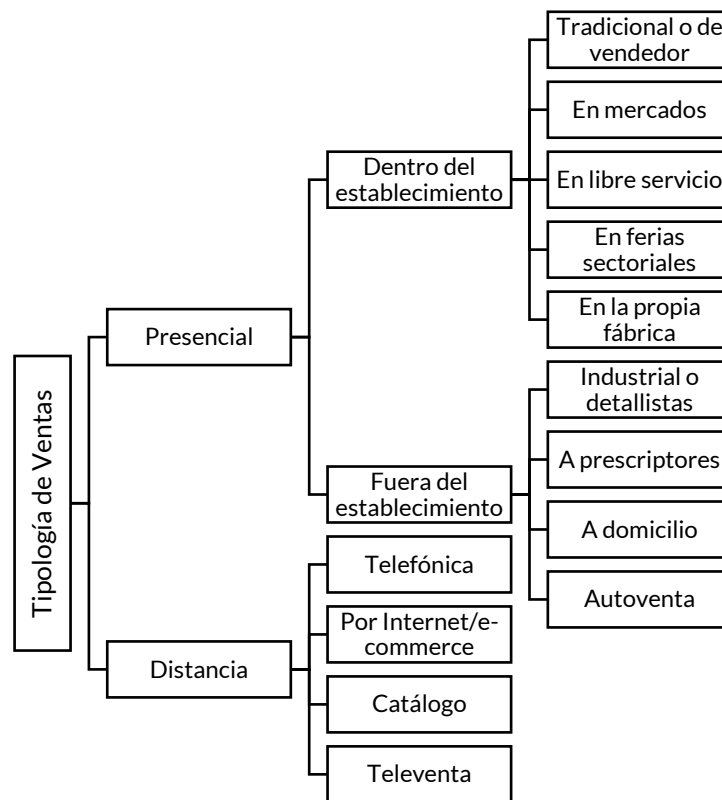 Tipología de Ventas
Presencial
Dentro del
establecimiento
Tradicional o de
vendedor
En mercados
En libre servicio
En ferias
sectoriales
En la propia
fábrica
Fuera del
establecimiento
Industrial o
detallistas
A prescriptores
A domicilio
Autoventa
Distancia
Telefónica
Por Internet/e-
commerce
Catálogo
Televenta